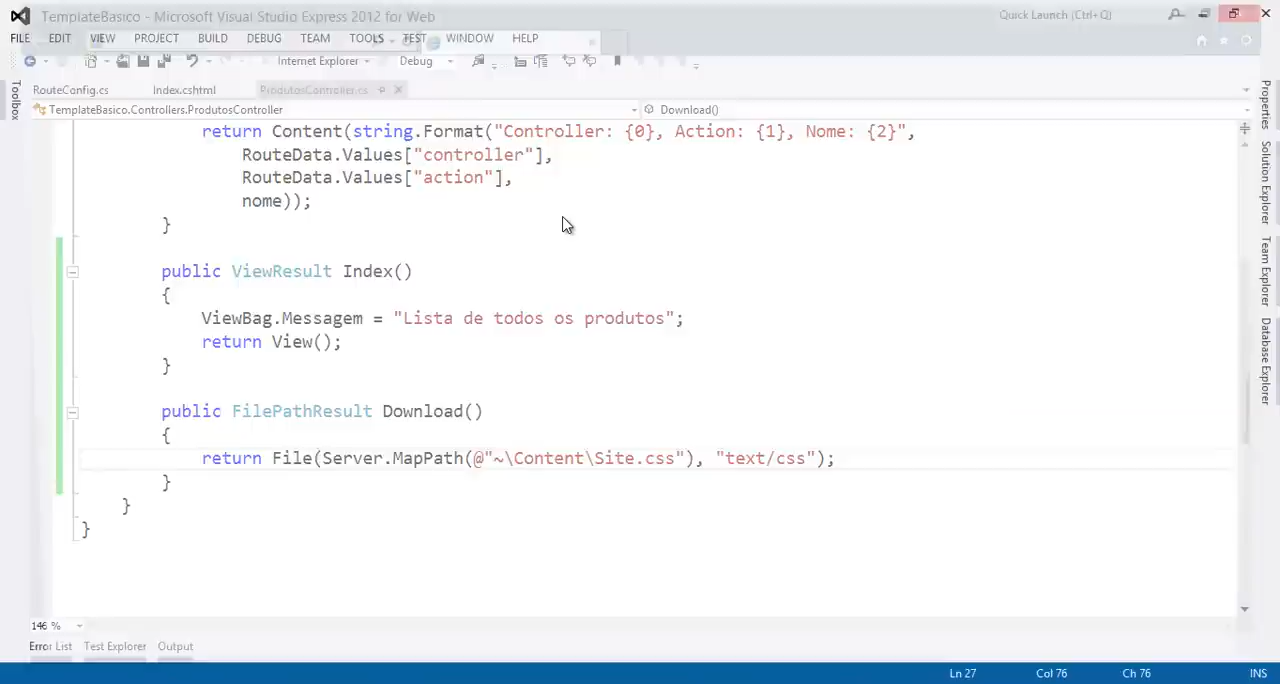 TemplateBasico - Microsoft Visual Studio Express 2012 for Web
Quick Launch (Ctrl+Q)
FILE EDIT VIEW PROJECT BUILD DEBUG TEAM TOOLS TEST WINDOW HELP
Internet Explorer Debug
RouteConfig.cs Index.cshtml ProdutosController.cs
TemplateBasico.Controllers.ProdutosController Download()
return Content(string.Format("Controller: {0}, Action: {1}, Nome: {2}",
RouteData.Values["controller"],
RouteData.Values["action"],
nome));
}
public ViewResult Index()
{
ViewBag.Messagem = "Lista de todos os produtos";
return View();
}
public FilePathResult Download()
{
return File(Server.MapPath(@"~\Content\Site.css"), "text/css");
}
}
}
146 %
Error List Test Explorer Output
Ln 27 Col 76 Ch 76 INS
Toolbox
Properties
Solution Explorer
Team Explorer
Database Explorer